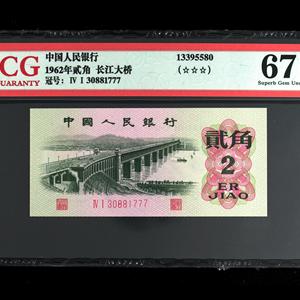 CG
GUARANTY
中国人民银行
1962年贰角 长江大桥
冠号: Ⅳ Ⅰ 30881777
13395580
(☆☆☆)
67
Superb Gem Unc
中国人民银行
贰角
2
ER
JIAO
Ⅳ Ⅰ 30881777